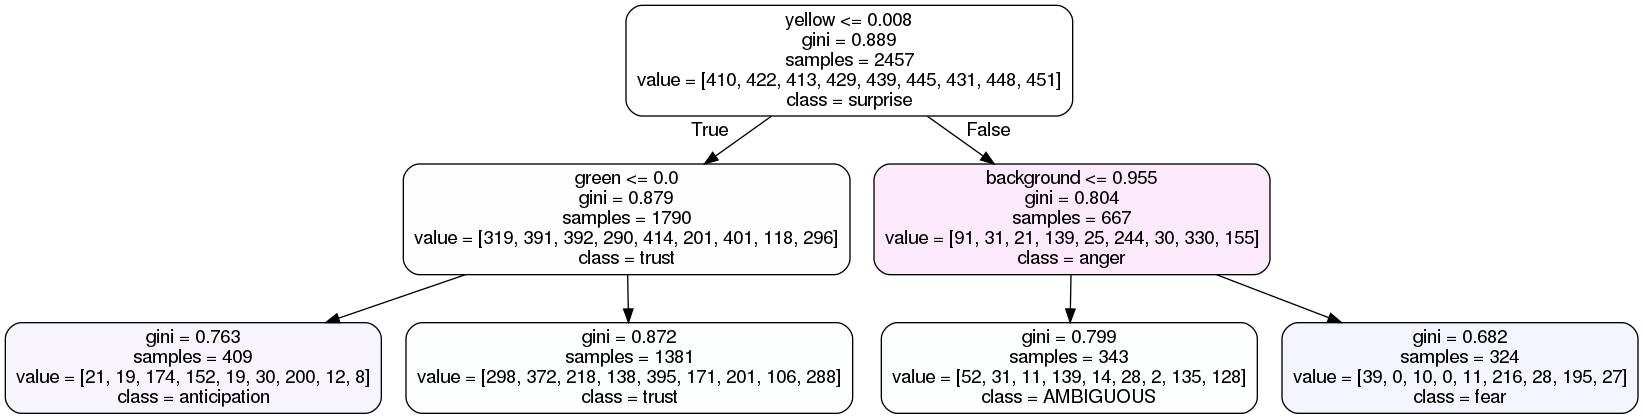 yellow <= 0.008
gini = 0.889
samples = 2457
value = [410, 422, 413, 429, 439, 445, 431, 448, 451]
class = surprise
True
False
green <= 0.0
gini = 0.879
samples = 1790
value = [319, 391, 392, 290, 414, 201, 401, 118, 296]
class = trust
background <= 0.955
gini = 0.804
samples = 667
value = [91, 31, 21, 139, 25, 244, 30, 330, 155]
class = anger
gini = 0.763
samples = 409
value = [21, 19, 174, 152, 19, 30, 200, 12, 8]
class = anticipation
gini = 0.872
samples = 1381
value = [298, 372, 218, 138, 395, 171, 201, 106, 288]
class = trust
gini = 0.799
samples = 343
value = [52, 31, 11, 139, 14, 28, 2, 135, 128]
class = AMBIGUOUS
gini = 0.682
samples = 324
value = [39, 0, 10, 0, 11, 216, 28, 195, 27]
class = fear